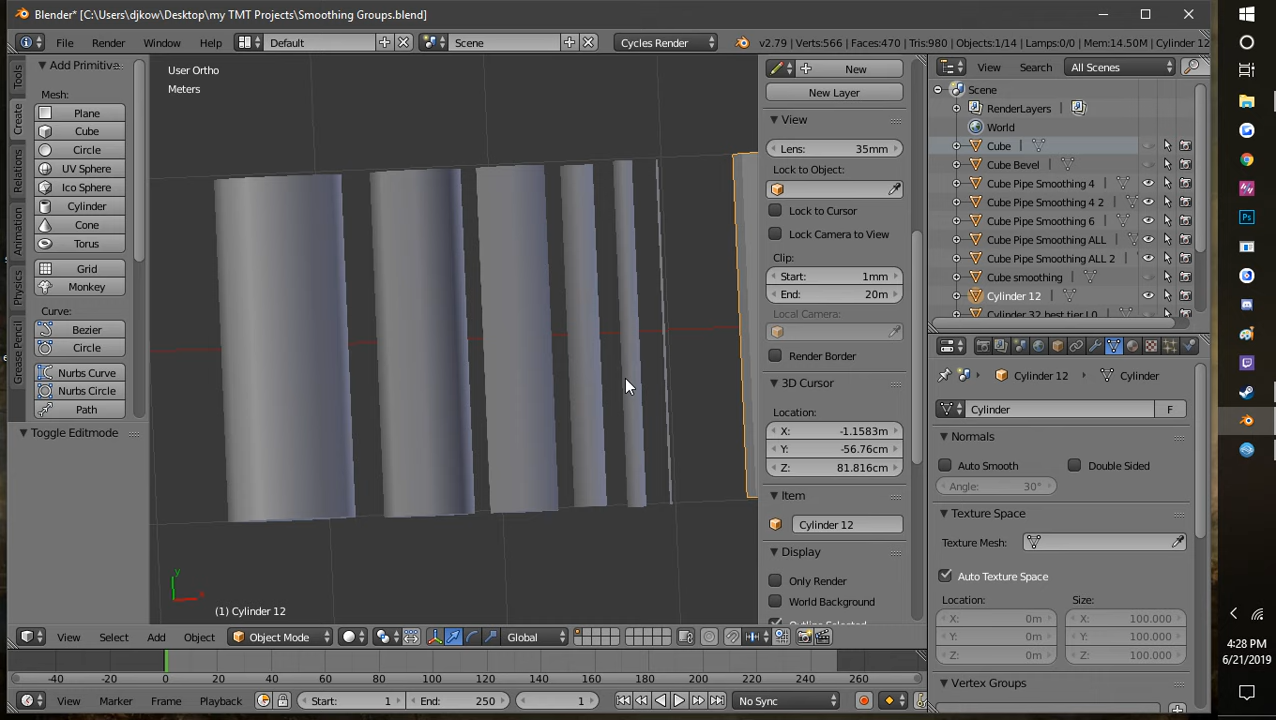 Blender* [C:\Users\djkow\Desktop\my TMT Projects\Smoothing Groups.blend]
File Render Window Help Default Scene Cycles Render v2.79 | Verts:566 | Faces:470 | Tris:980 | Objects:1/14 | Lamps:0/0 | Mem:14.50M | Cylinder 12
Tools
Create
Relations
Animation
Physics
Grease Pencil
Add Primitive
Mesh:
Plane
Cube
Circle
UV Sphere
Ico Sphere
Cylinder
Cone
Torus
Grid
Monkey
Curve:
Bezier
Circle
Nurbs Curve
Nurbs Circle
Path
Toggle Editmode
User Ortho
Meters
y
x
(1) Cylinder 12
New
New Layer
View
Lens: 35mm
Lock to Object:
Lock to Cursor
Lock Camera to View
Clip:
Start: 1mm
End: 20m
Local Camera:
Render Border
3D Cursor
Location:
X: -1.1583m
Y: -56.76cm
Z: 81.816cm
Item
Cylinder 12
Display
Only Render
World Background
Outline Selected
View Search All Scenes
Scene
RenderLayers
World
Cube
Cube Bevel
Cube Pipe Smoothing 4
Cube Pipe Smoothing 4 2
Cube Pipe Smoothing 6
Cube Pipe Smoothing ALL
Cube Pipe Smoothing ALL 2
Cube smoothing
Cylinder 12
Cylinder 32 best tier L0
Cylinder 12 Cylinder
Cylinder F
Normals
Auto Smooth Double Sided
Angle: 30°
Texture Space
Texture Mesh:
Auto Texture Space
Location: Size:
X: 0m X: 100.000
Y: 0m Y: 100.000
Z: 0m Z: 100.000
Vertex Groups
View Select Add Object Object Mode Global
-40 -20 0 20 40 60 80 100 120 140 160 180 200 220 240 260
View Marker Frame Playback Start: 1 End: 250 1 No Sync
4:28 PM
6/21/2019